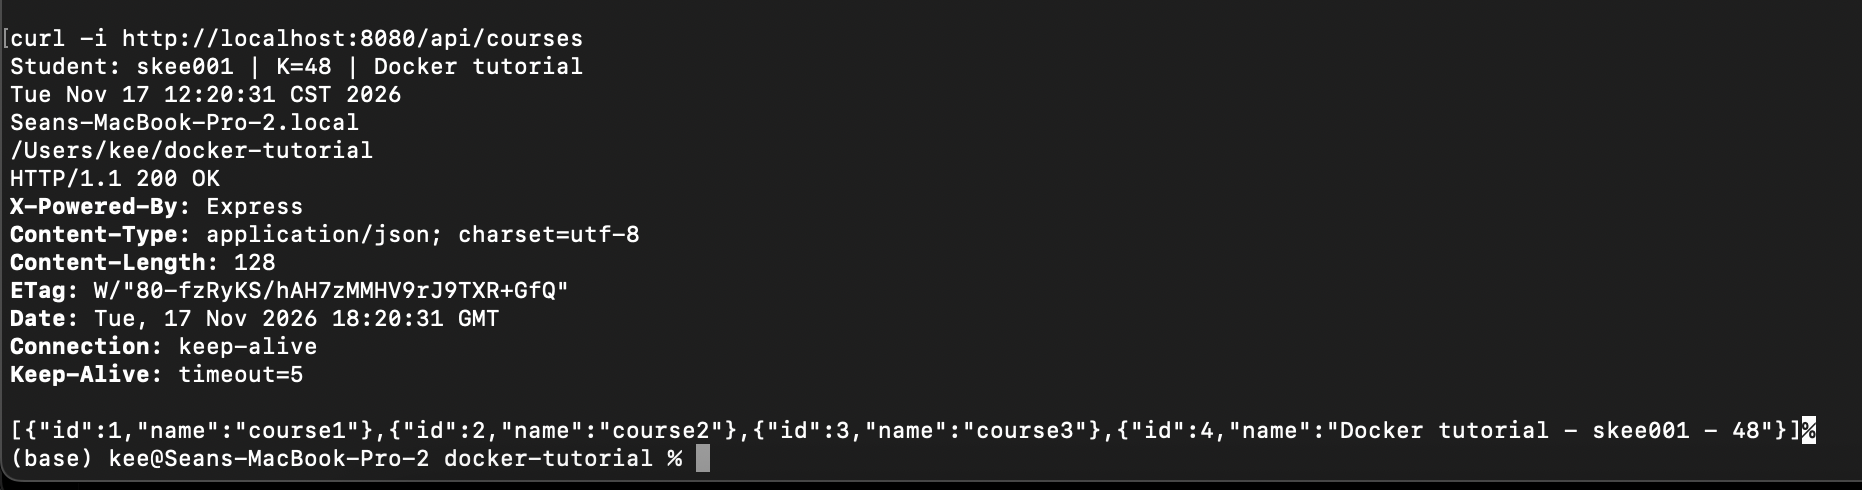 [curl -i http://localhost:8080/api/courses
Student: skee001 | K=48 | Docker tutorial
Tue Nov 17 12:20:31 CST 2026
Seans-MacBook-Pro-2.local
/Users/kee/docker-tutorial
HTTP/1.1 200 OK
X-Powered-By: Express
Content-Type: application/json; charset=utf-8
Content-Length: 128
ETag: W/"80-fzRyKS/hAH7zMMHV9rJ9TXR+GfQ"
Date: Tue, 17 Nov 2026 18:20:31 GMT
Connection: keep-alive
Keep-Alive: timeout=5
[{"id":1,"name":"course1"},{"id":2,"name":"course2"},{"id":3,"name":"course3"},{"id":4,"name":"Docker tutorial - skee001 - 48"}]%
(base) kee@Seans-MacBook-Pro-2 docker-tutorial %